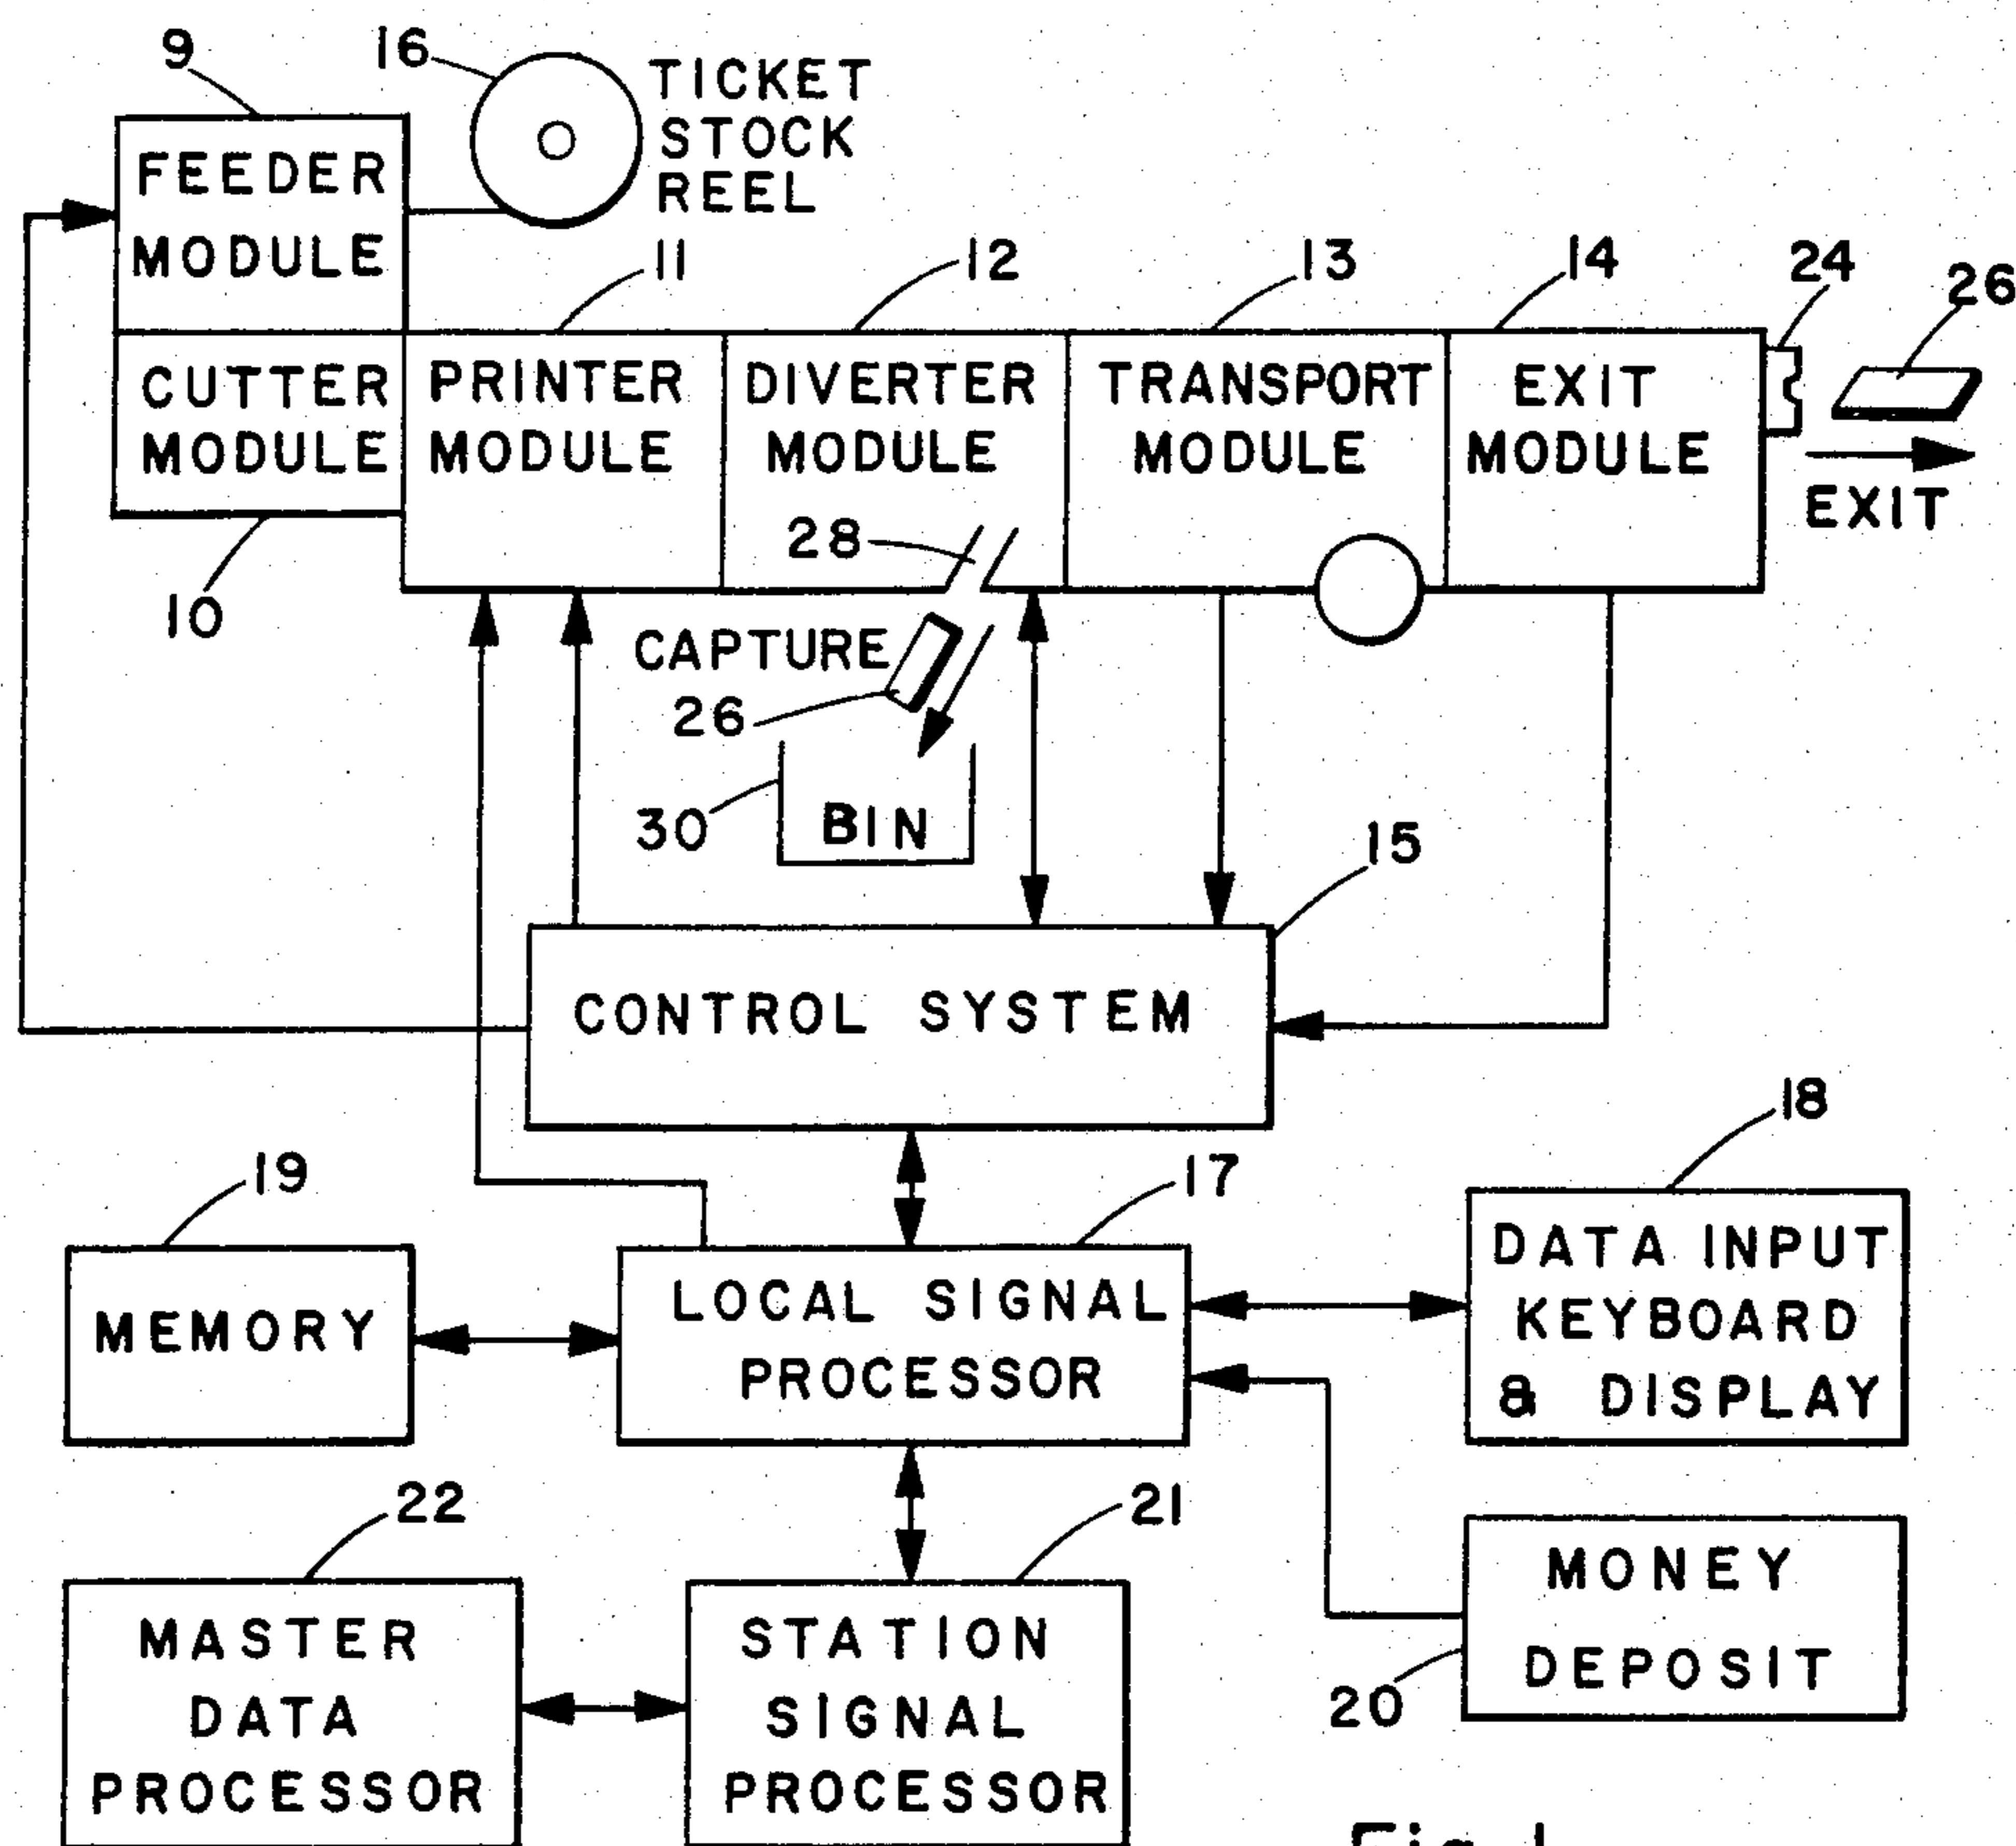 9
16
TICKET
STOCK
REEL
FEEDER
MODULE
11
12
13
14
24
26
CUTTER
MODULE
PRINTER
MODULE
DIVERTER
MODULE
TRANSPORT
MODULE
EXIT
MODULE
EXIT
28
10
CAPTURE
26
30
BIN
15
CONTROL SYSTEM
18
19
17
MEMORY
LOCAL SIGNAL
PROCESSOR
DATA INPUT
KEYBOARD
& DISPLAY
22
21
MASTER
DATA
PROCESSOR
STATION
SIGNAL
PROCESSOR
MONEY
DEPOSIT
20
Fig. 1